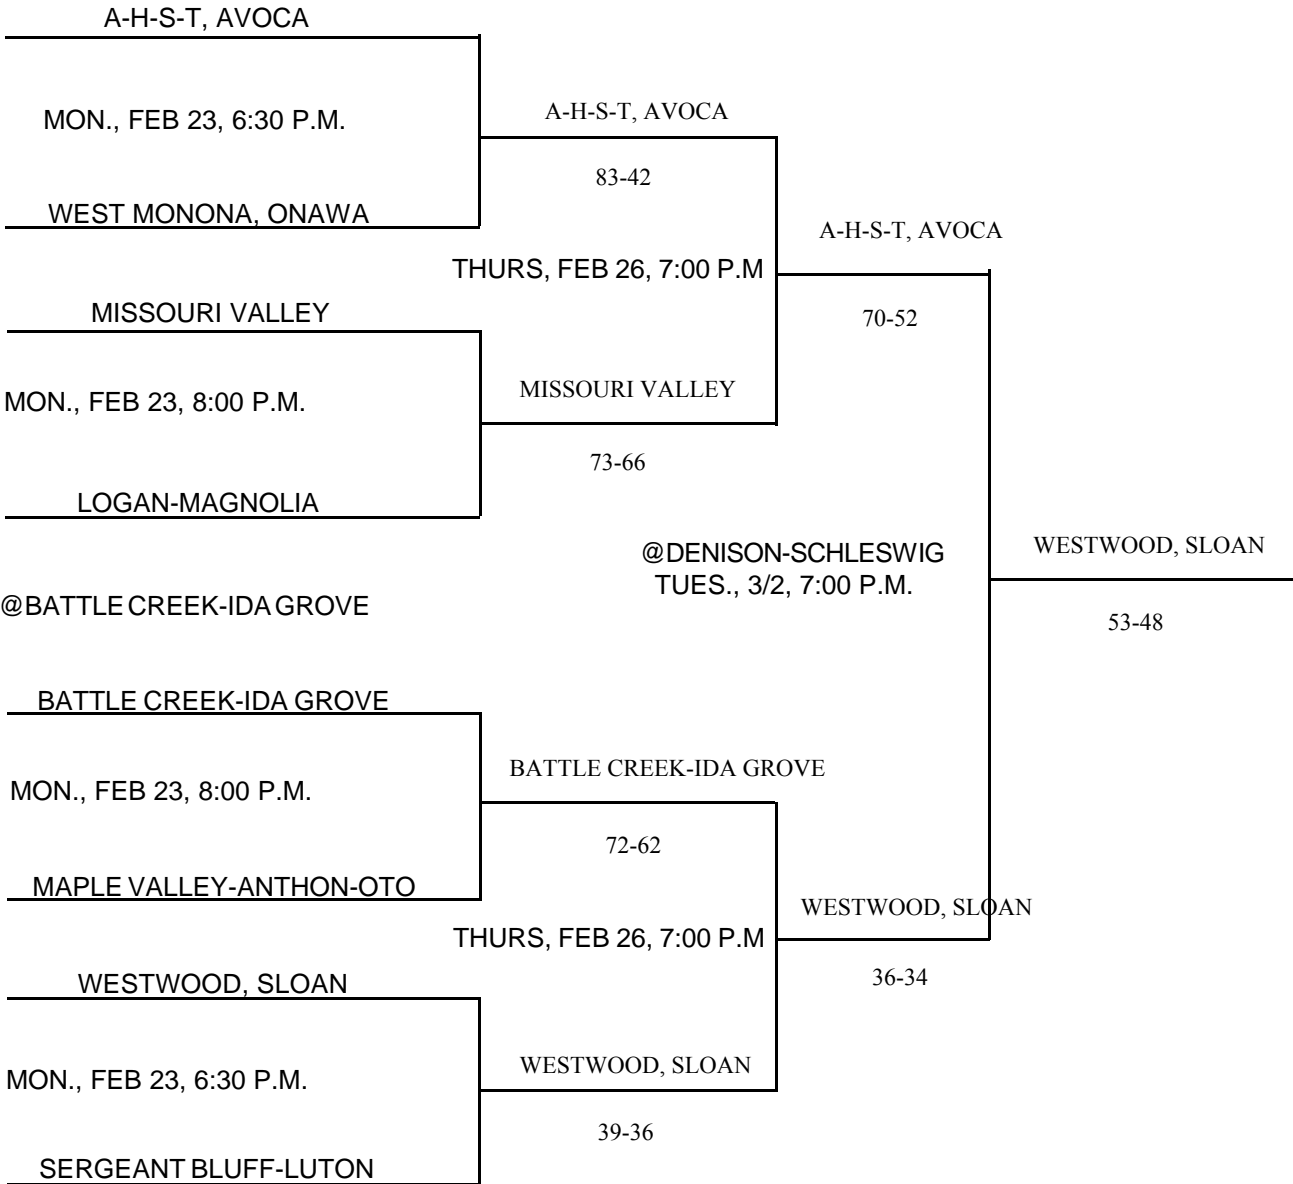 A-H-S-T, AVOCA
MON., FEB 23, 6:30 P.M.
A-H-S-T, AVOCA
83-42
WEST MONONA, ONAWA
A-H-S-T, AVOCA
THURS, FEB 26, 7:00 P.M
MISSOURI VALLEY
70-52
MON., FEB 23, 8:00 P.M.
MISSOURI VALLEY
73-66
LOGAN-MAGNOLIA
@DENISON-SCHLESWIG
TUES., 3/2, 7:00 P.M.
WESTWOOD, SLOAN
53-48
@BATTLE CREEK-IDA GROVE
BATTLE CREEK-IDA GROVE
MON., FEB 23, 8:00 P.M.
BATTLE CREEK-IDA GROVE
72-62
MAPLE VALLEY-ANTHON-OTO
WESTWOOD, SLOAN
THURS, FEB 26, 7:00 P.M
36-34
WESTWOOD, SLOAN
MON., FEB 23, 6:30 P.M.
WESTWOOD, SLOAN
39-36
SERGEANT BLUFF-LUTON